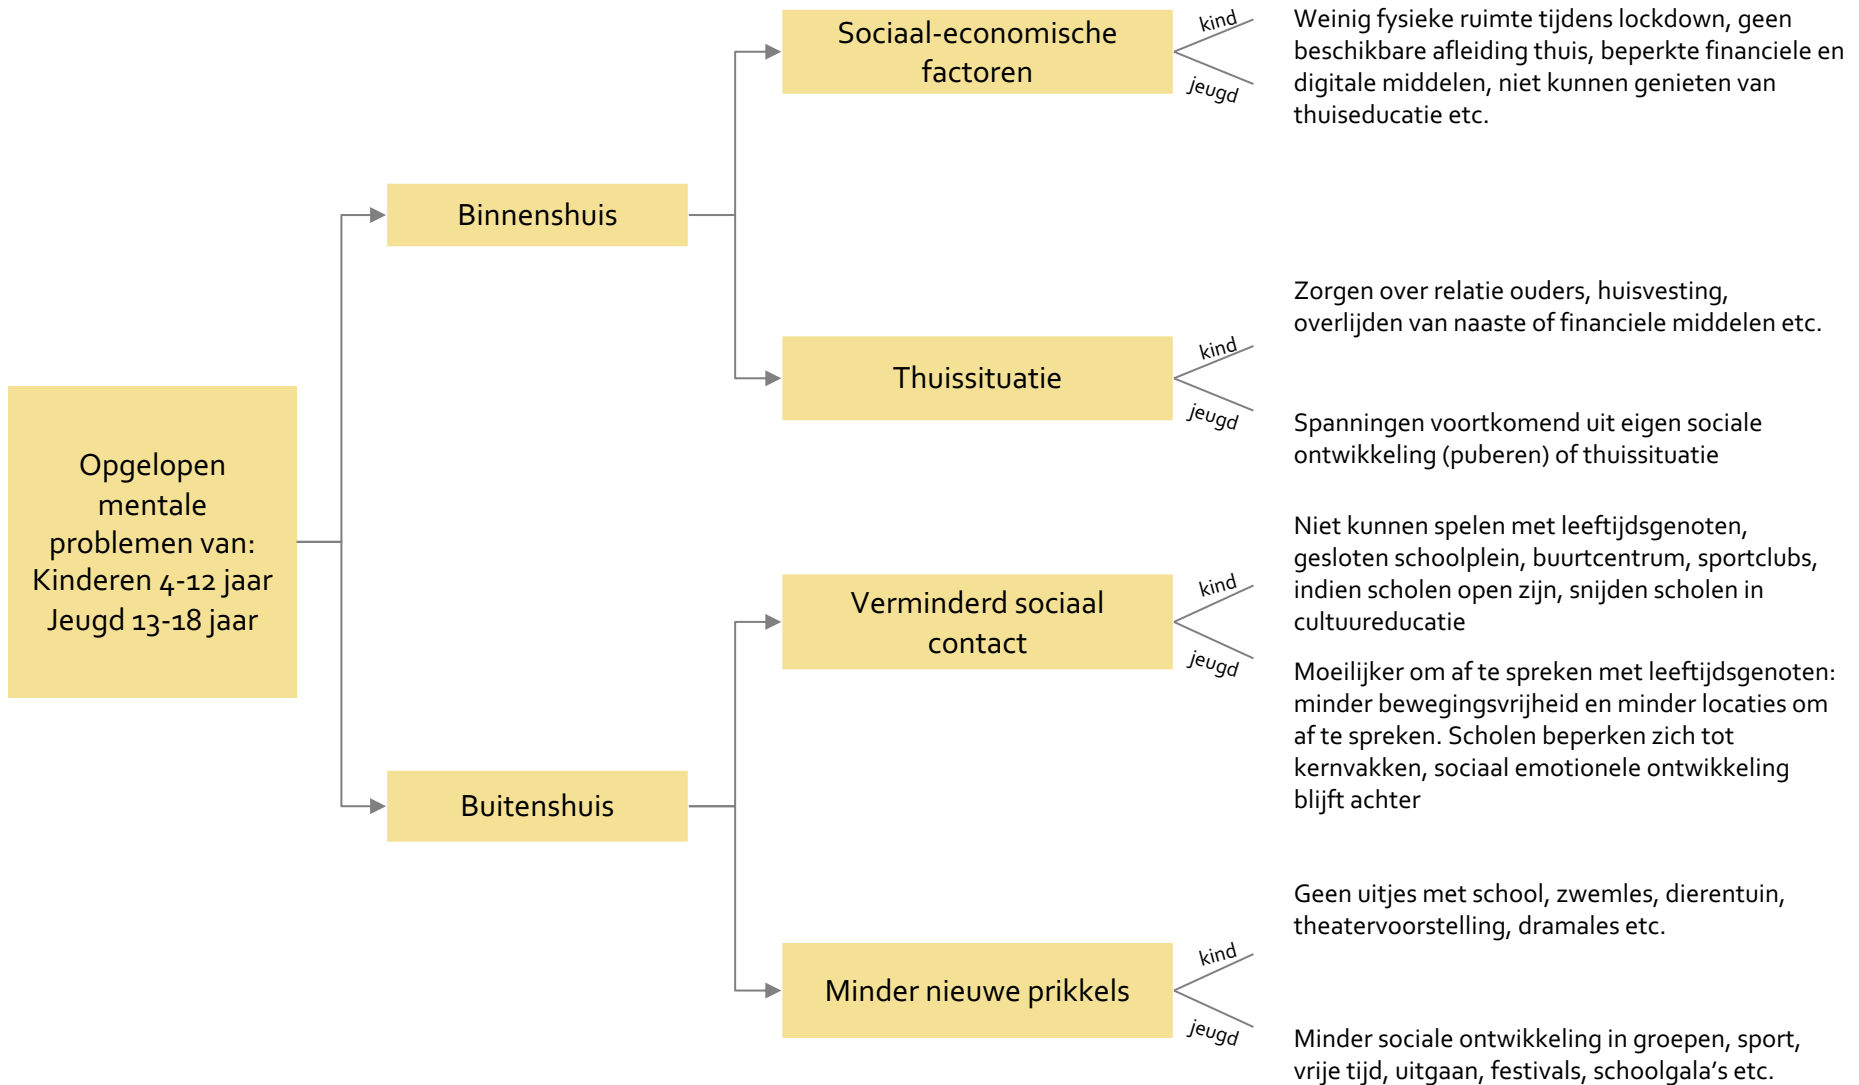 Opgelopen
mentale
problemen van:
Kinderen 4-12 jaar
Jeugd 13-18 jaar
Binnenshuis
Sociaal-economische
factoren
kind
jeugd
Weinig fysieke ruimte tijdens lockdown, geen
beschikbare afleiding thuis, beperkte financiele en
digitale middelen, niet kunnen genieten van
thuiseducatie etc.
Thuissituatie
kind
jeugd
Zorgen over relatie ouders, huisvesting,
overlijden van naaste of financiele middelen etc.
Spanningen voortkomend uit eigen sociale
ontwikkeling (puberen) of thuissituatie
Buitenshuis
Verminderd sociaal
contact
kind
jeugd
Niet kunnen spelen met leeftijdsgenoten,
gesloten schoolplein, buurtcentrum, sportclubs,
indien scholen open zijn, snijden scholen in
cultuureducatie
Moeilijker om af te spreken met leeftijdsgenoten:
minder bewegingsvrijheid en minder locaties om
af te spreken. Scholen beperken zich tot
kernvakken, sociaal emotionele ontwikkeling
blijft achter
Minder nieuwe prikkels
kind
jeugd
Geen uitjes met school, zwemles, dierentuin,
theatervoorstelling, dramales etc.
Minder sociale ontwikkeling in groepen, sport,
vrije tijd, uitgaan, festivals, schoolgala's etc.